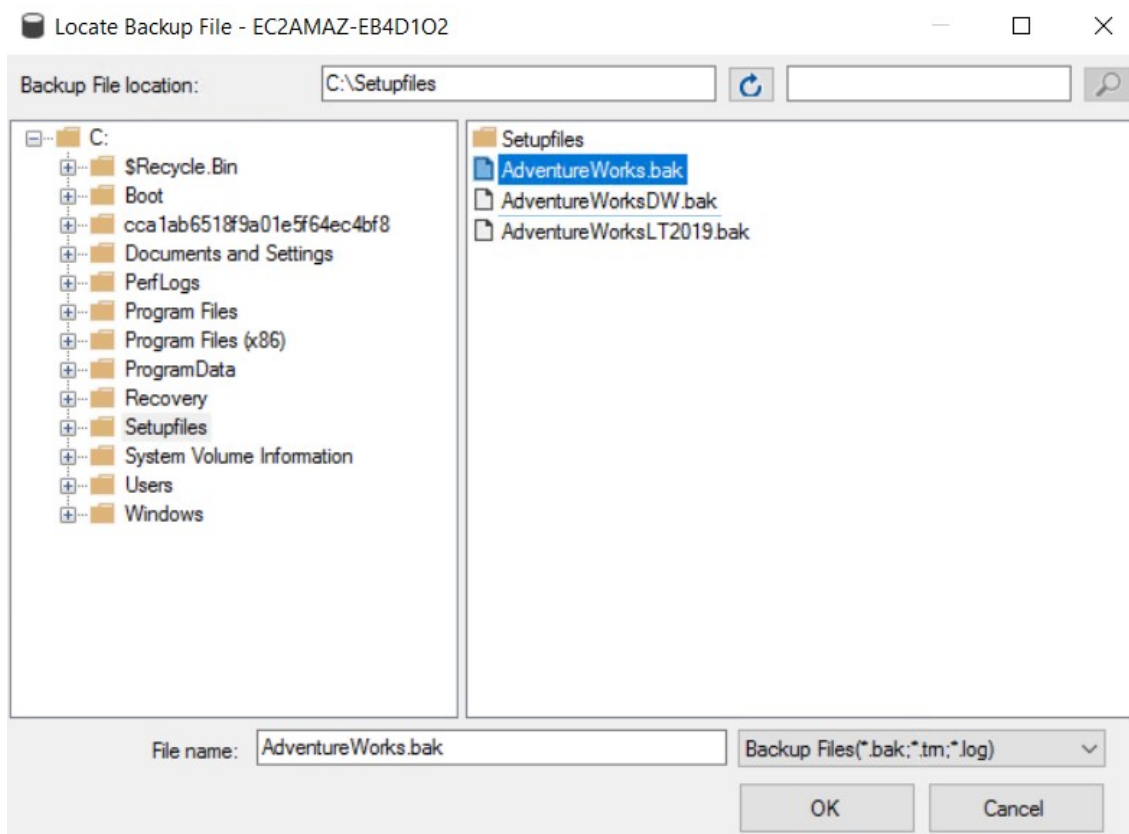 Locate Backup File - EC2AMAZ-EB4D1O2
Backup File location: C:\Setupfiles
C:
$Recycle.Bin
Boot
cca1ab6518f9a01e5f64ec4bf8
Documents and Settings
PerfLogs
Program Files
Program Files (x86)
ProgramData
Recovery
Setupfiles
System Volume Information
Users
Windows
Setupfiles
AdventureWorks.bak
AdventureWorksDW.bak
AdventureWorksLT2019.bak
File name: AdventureWorks.bak Backup Files(*.bak;*.trn;*.log)
OK Cancel